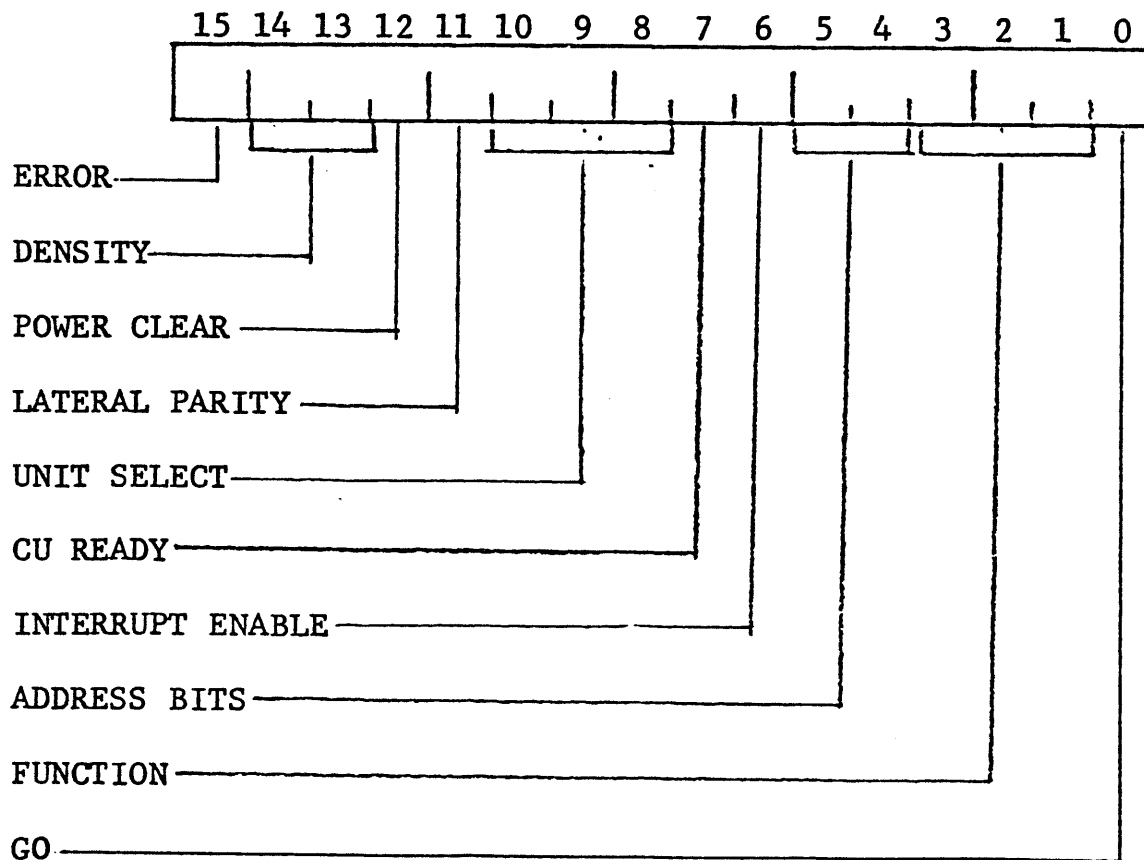 15 14 13 12 11 10 9 8 7 6 5 4 3 2 1 0
ERROR
DENSITY
POWER CLEAR
LATERAL PARITY
UNIT SELECT
CU READY
INTERRUPT ENABLE
ADDRESS BITS
FUNCTION
GO